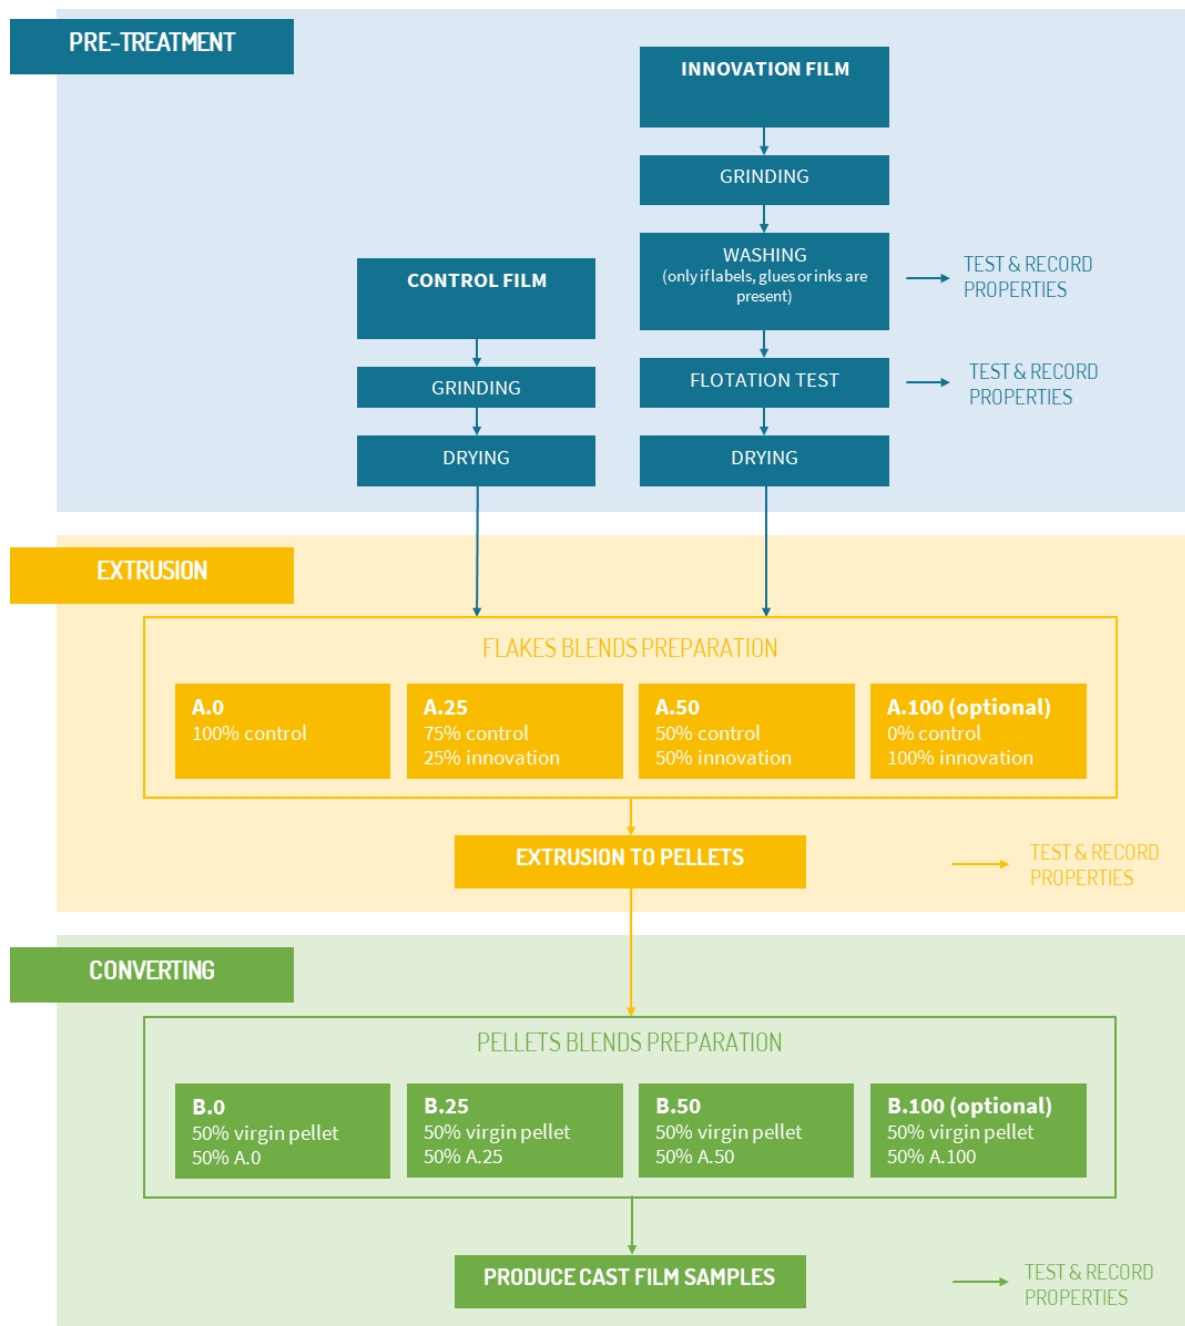 PRE-TREATMENT
INNOVATION FILM
GRINDING
WASHING
(only if labels, glues or inks are
present)
TEST & RECORD
PROPERTIES
CONTROL FILM
GRINDING
FLOTATION TEST
TEST & RECORD
PROPERTIES
DRYING
DRYING
EXTRUSION
FLAKES BLENDS PREPARATION
A.0
100% control
A.25
75% control
25% innovation
A.50
50% control
50% innovation
A.100 (optional)
0% control
100% innovation
EXTRUSION TO PELLETS
TEST & RECORD
PROPERTIES
CONVERTING
PELLETS BLENDS PREPARATION
B.0
50% virgin pellet
50% A.0
B.25
50% virgin pellet
50% A.25
B.50
50% virgin pellet
50% A.50
B.100 (optional)
50% virgin pellet
50% A.100
PRODUCE CAST FILM SAMPLES
TEST & RECORD
PROPERTIES